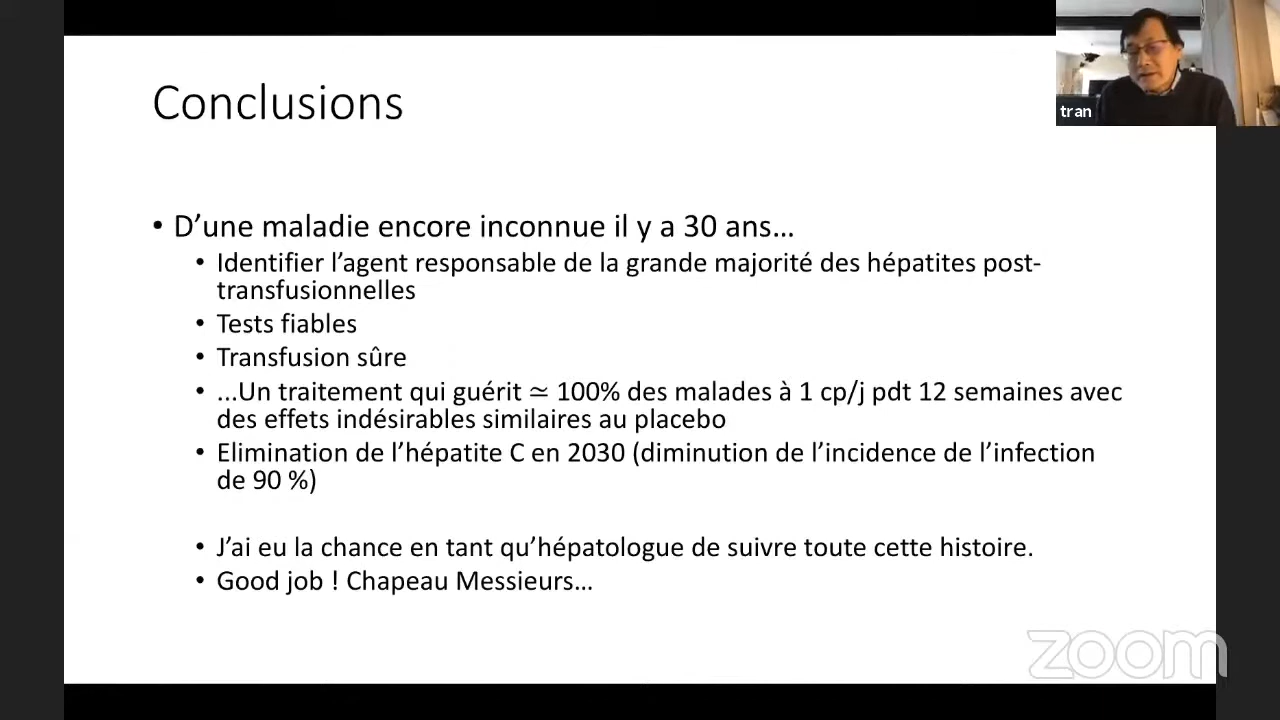 Conclusions
tran
• D’une maladie encore inconnue il y a 30 ans…
• Identifier l’agent responsable de la grande majorité des hépatites post-
transfusionnelles
• Tests fiables
• Transfusion sûre
• ...Un traitement qui guérit ≃ 100% des malades à 1 cp/j pdt 12 semaines avec
des effets indésirables similaires au placebo
• Elimination de l’hépatite C en 2030 (diminution de l’incidence de l’infection
de 90 %)
• J’ai eu la chance en tant qu’hépatologue de suivre toute cette histoire.
• Good job ! Chapeau Messieurs…
zoom